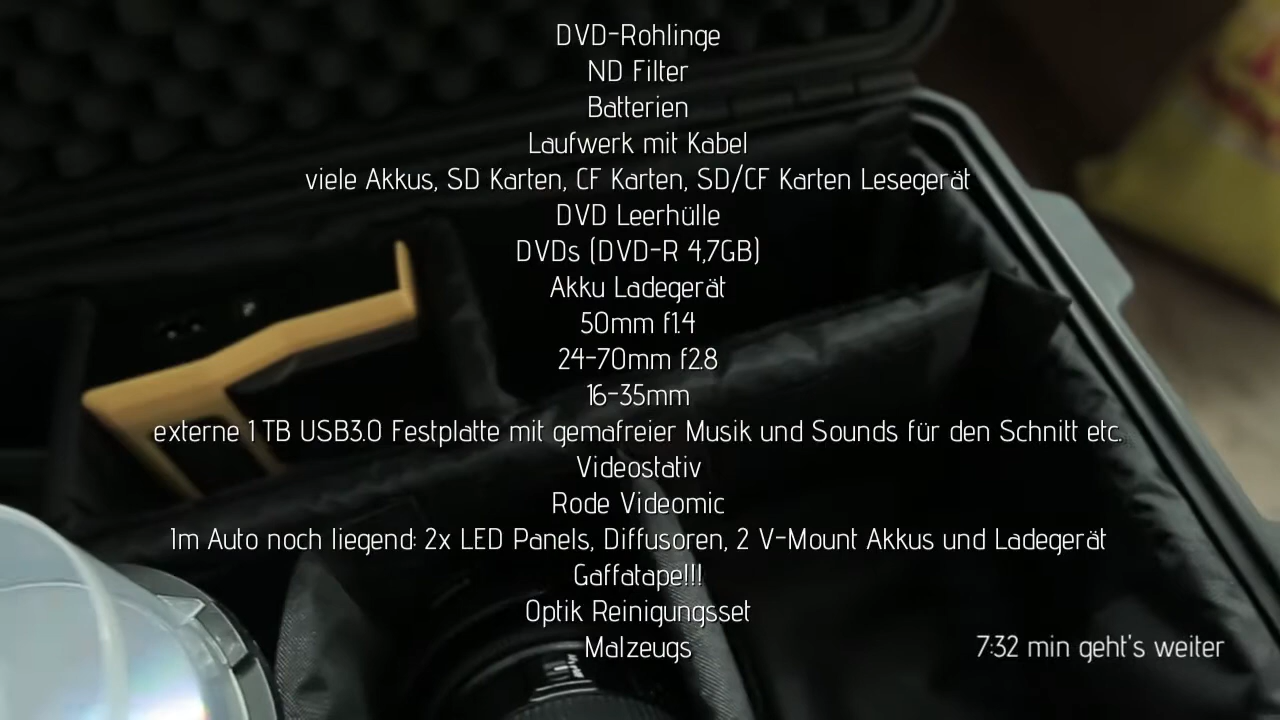 DVD-Rohlinge
ND Filter
Batterien
Laufwerk mit Kabel
viele Akkus, SD Karten, CF Karten, SD/CF Karten Lesegerät
DVD Leerhülle
DVDs (DVD-R 4,7GB)
Akku Ladegerät
50mm f1.4
24-70mm f2.8
16-35mm
externe 1 TB USB3.0 Festplatte mit gemafreier Musik und Sounds für den Schnitt etc.
Videostativ
Rode Videomic
Im Auto noch liegend: 2x LED Panels, Diffusoren, 2 V-Mount Akkus und Ladegerät
Gaffatape!!!
Optik Reinigungsset
Malzeugs
7:32 min geht's weiter